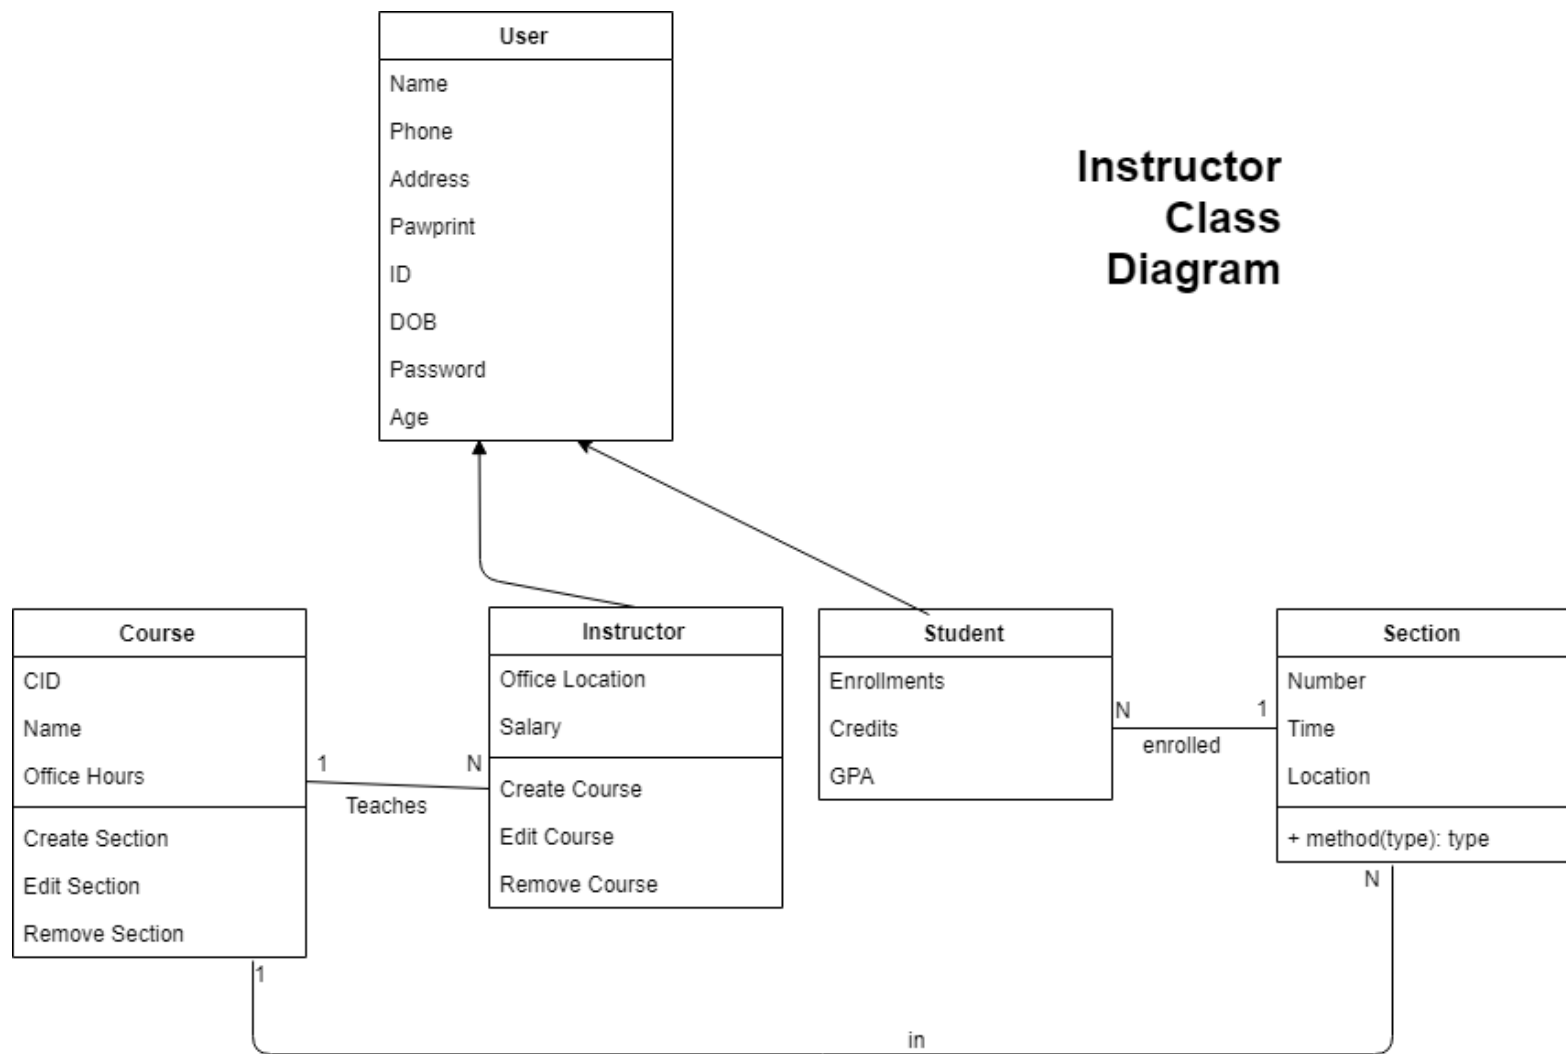 User
Name
Phone
Address
Pawprint
ID
DOB
Password
Age
Instructor
Class
Diagram
Course
CID
Name
Office Hours
Create Section
Edit Section
Remove Section
1
N
Teaches
Instructor
Office Location
Salary
Create Course
Edit Course
Remove Course
Student
Enrollments
Credits
GPA
N
1
enrolled
Section
Number
Time
Location
+ method(type): type
N
1
in